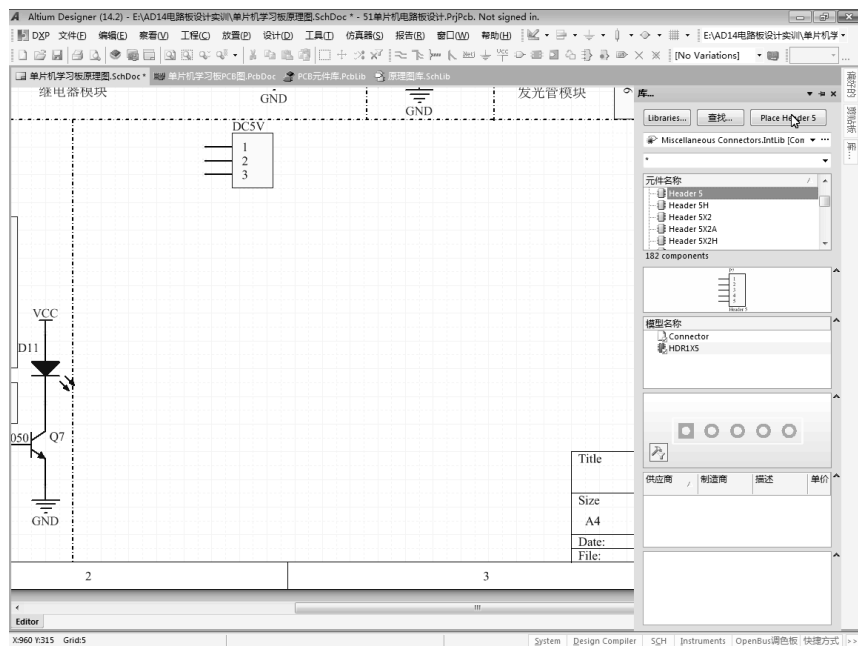 Altium Designer (14.2) - E:\AD14电路板设计实训\单片机学习板原理图.SchDoc * - 51单片机电路板设计.PrjPcb. Not signed in.
DXP 文件(F) 编辑(E) 察看(V) 工程(C) 放置(P) 设计(D) 工具(T) 仿真器(S) 报告(R) 窗口(W) 帮助(H) E:\AD14电路板设计实训\单片机学
[No Variations]
单片机学习板原理图.SchDoc * 单片机学习板PCB图.PcbDoc PCB元件库.PcbLib 原理图库.SchLib
继电器模块
GND
GND
发光管模块
DC5V
1
2
3
VCC
D11
050
Q7
GND
Title
Size
A4
Date:
File:
2
3
Editor
库...
Libraries... 查找... Place Header 5
Miscellaneous Connectors.IntLib [Con
*
元件名称
Header 5
Header 5H
Header 5X2
Header 5X2A
Header 5X2H
182 components
1
2
3
4
5
Header 5
模型名称
Connector
HDR1X5
供应商 制造商 描述 单价
X:960 Y:315 Grid:5
System Design Compiler SCH Instruments OpenBus调色板 快捷方式 >>